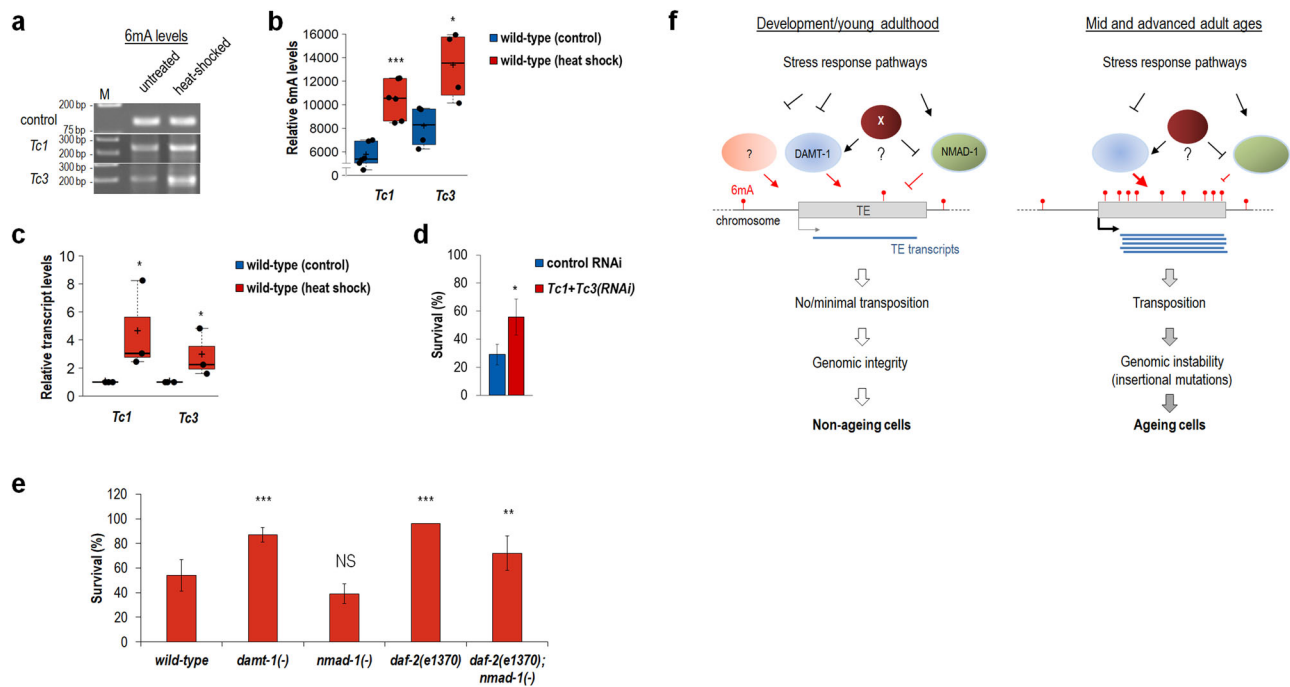 a
6mA levels
M
untreated
heat-shocked
200 bp -
control
75 bp -
300 bp -
Tc1
200 bp -
300 bp -
Tc3
200 bp -
b
Relative 6mA levels
16000
14000
12000
10000
8000
6000
0
***
*
Tc1
Tc3
wild-type (control)
wild-type (heat shock)
c
Relative transcript levels
10
8
6
4
2
0
*
*
Tc1
Tc3
wild-type (control)
wild-type (heat shock)
d
Survival (%)
100
80
60
40
20
0
*
control RNAi
Tc1+Tc3(RNAi)
e
Survival (%)
120
100
80
60
40
20
0
***
NS
***
**
wild-type
damt-1(-)
nmad-1(-)
daf-2(e1370)
daf-2(e1370);
nmad-1(-)
f
Development/young adulthood
Stress response pathways
X
?
DAMT-1
?
NMAD-1
6mA
TE
chromosome
TE transcripts
No/minimal transposition
Genomic integrity
Non-ageing cells
Mid and advanced adult ages
Stress response pathways
?
Transposition
Genomic instability
(insertional mutations)
Ageing cells